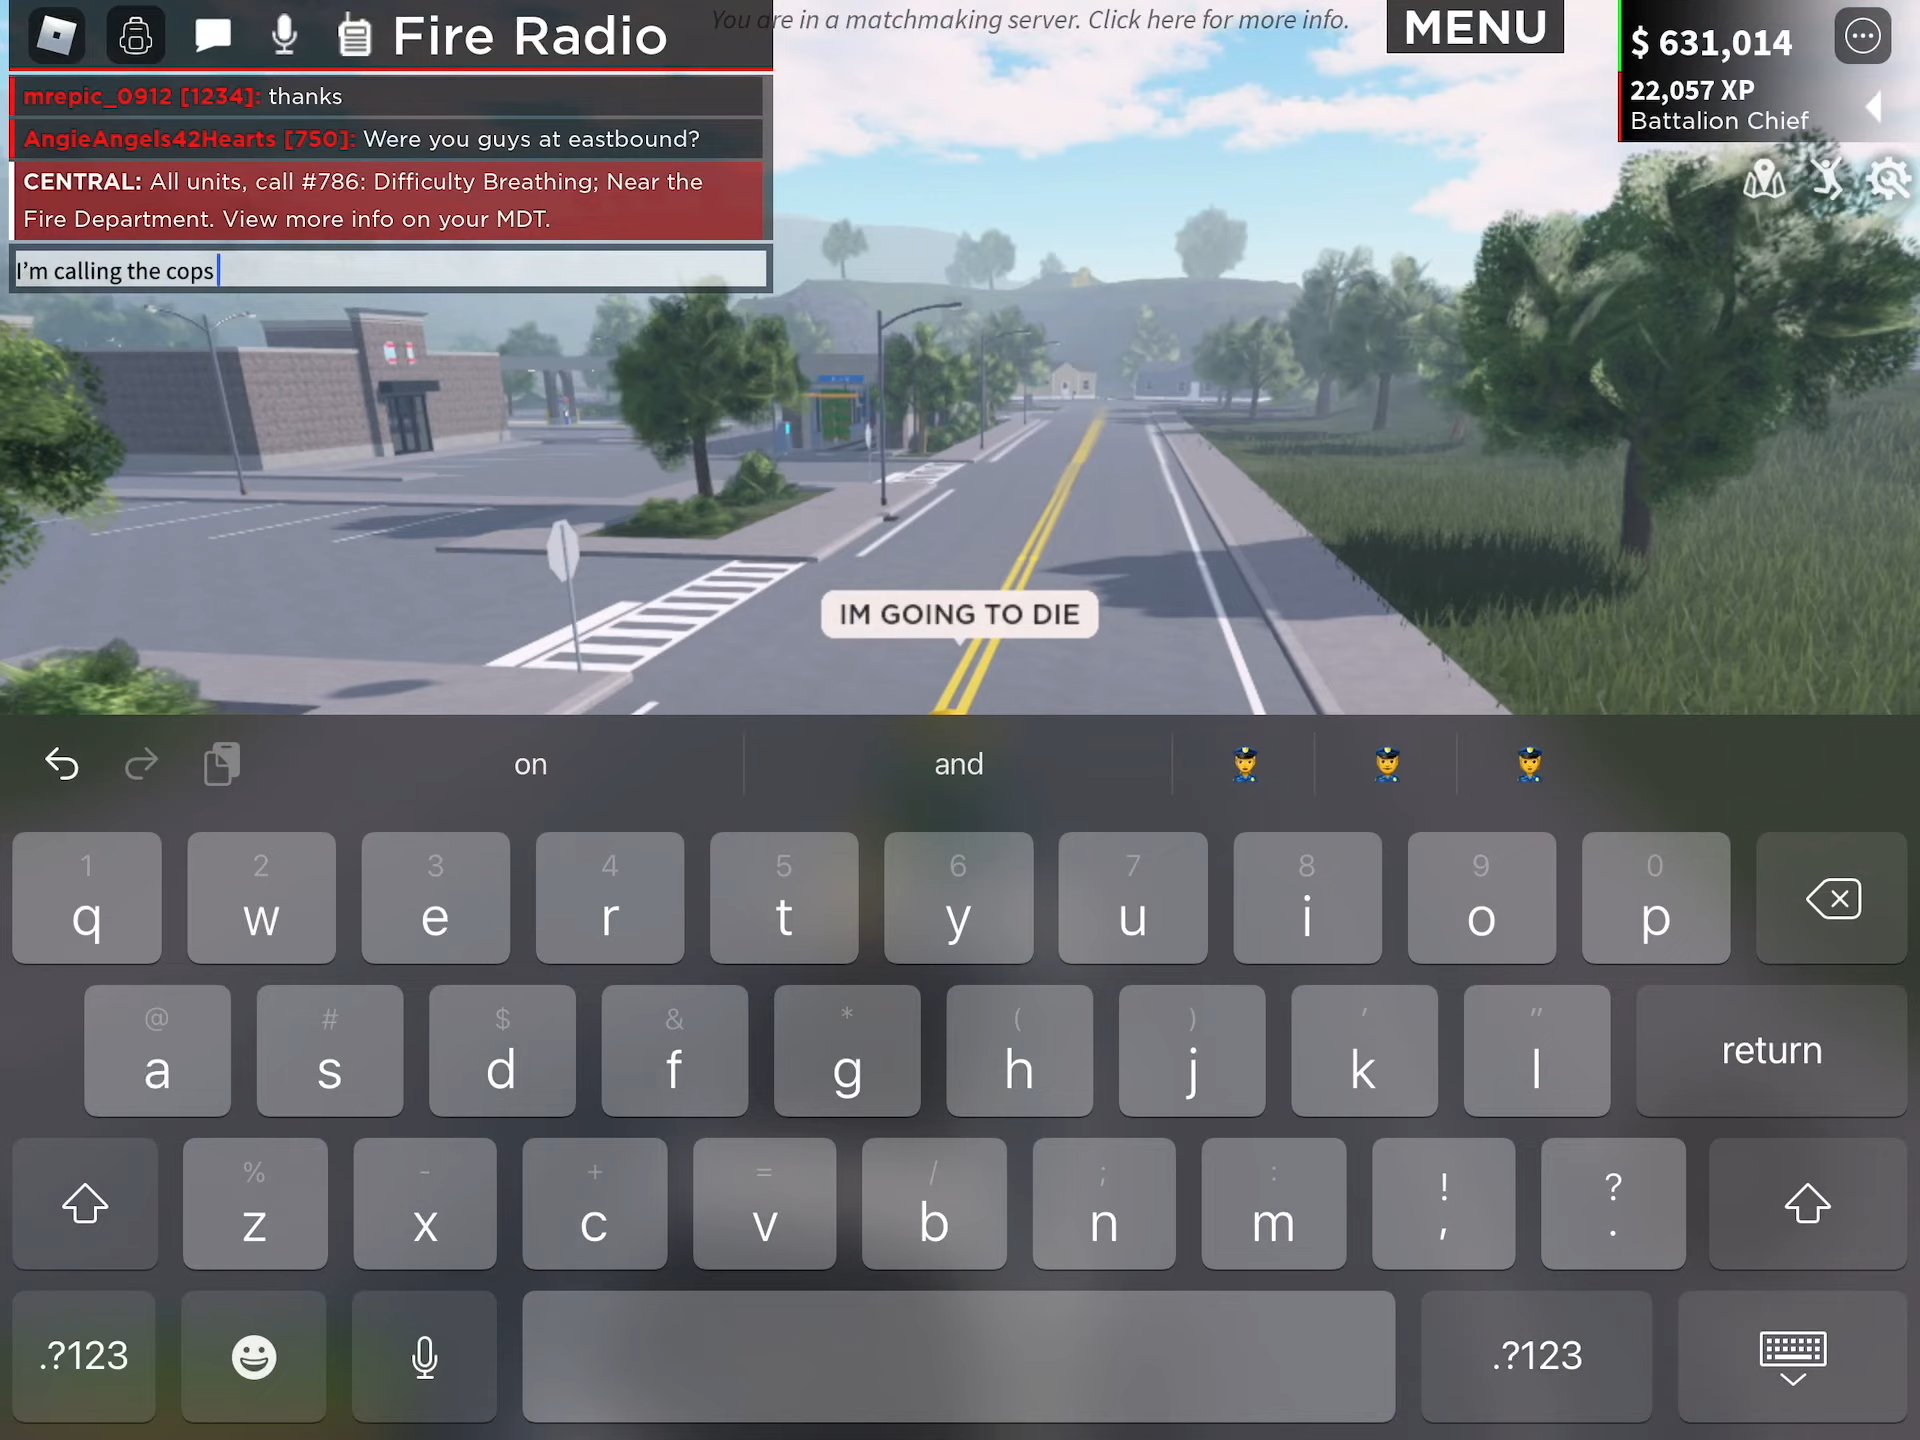 Fire Radio
You are in a matchmaking server. Click here for more info.
MENU
$ 631,014
22,057 XP
Battalion Chief
mrepic_0912 [1234]: thanks
AngieAngels42Hearts [750]: Were you guys at eastbound?
CENTRAL: All units, call #786: Difficulty Breathing; Near the
Fire Department. View more info on your MDT.
I'm calling the cops
IM GOING TO DIE
on and
1 2 3 4 5 6 7 8 9 0
q w e r t y u i o p
@ # $ & * ( ) ' "
a s d f g h j k l return
% - + = / ; : ! ?
z x c v b n m , .
.?123 .?123